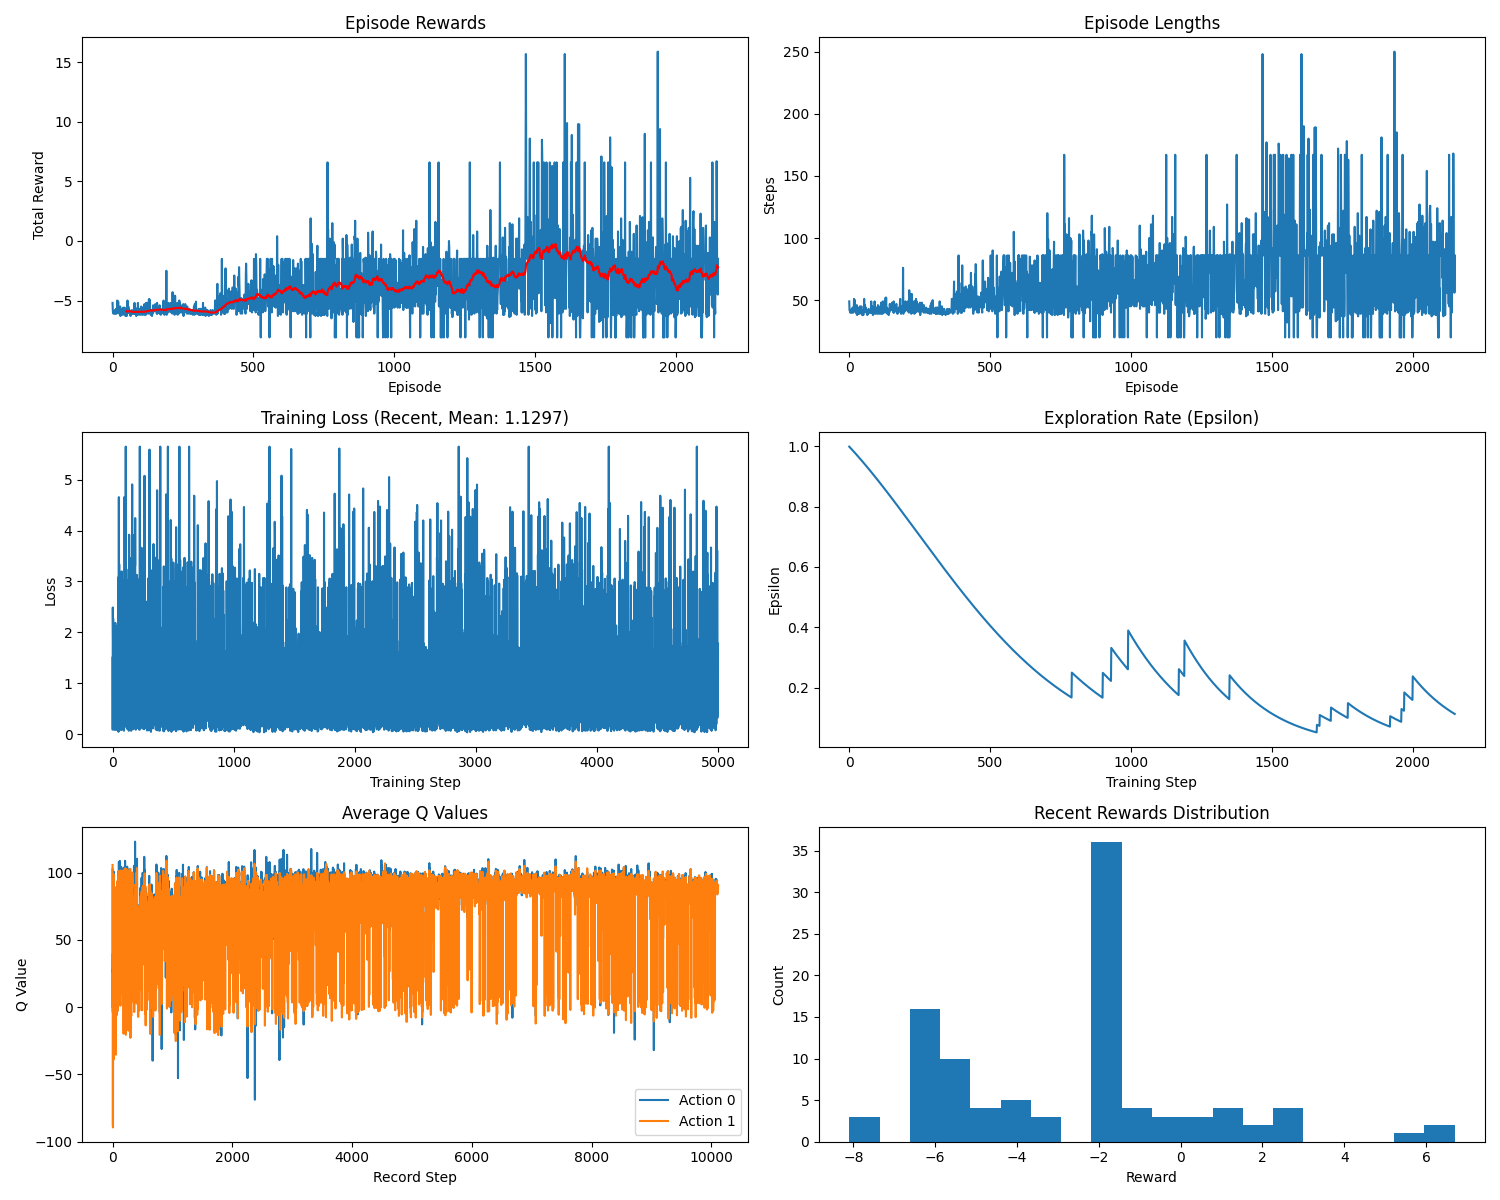 Episode Rewards
Total Reward
15
10
5
0
−5
0 500 1000 1500 2000
Episode
Episode Lengths
Steps
250
200
150
100
50
0 500 1000 1500 2000
Episode
Training Loss (Recent, Mean: 1.1297)
Loss
5
4
3
2
1
0
0 1000 2000 3000 4000 5000
Training Step
Exploration Rate (Epsilon)
Epsilon
1.0
0.8
0.6
0.4
0.2
0 500 1000 1500 2000
Training Step
Average Q Values
Q Value
100
50
0
−50
−100
Action 0
Action 1
0 2000 4000 6000 8000 10000
Record Step
Recent Rewards Distribution
Count
35
30
25
20
15
10
5
0
−8 −6 −4 −2 0 2 4 6
Reward